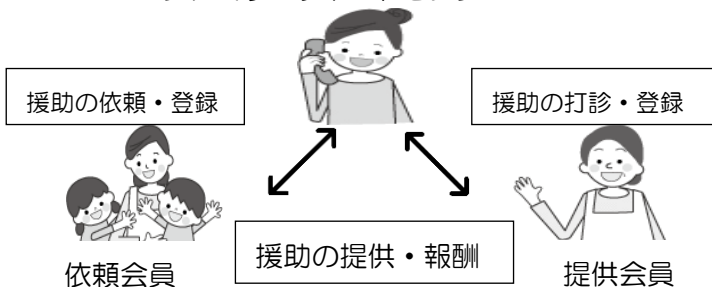 援助の依頼・登録
援助の打診・登録
援助の提供・報酬
依頼会員
提供会員